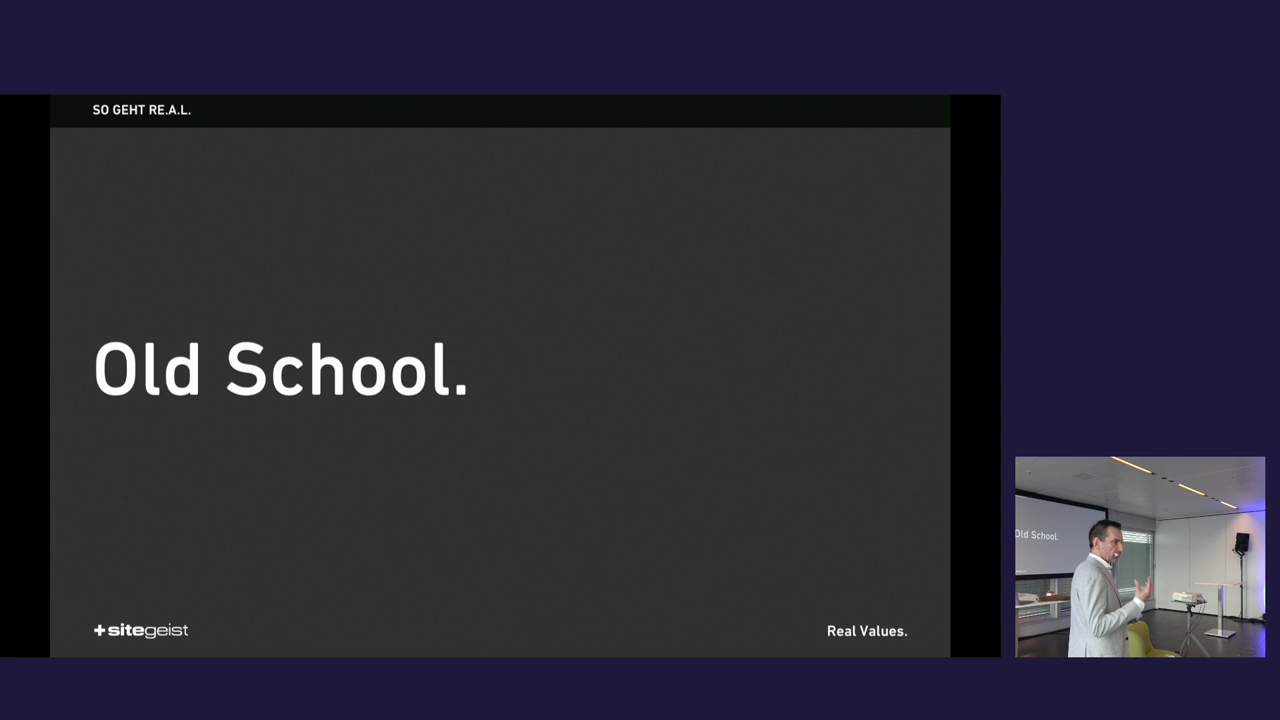 SO GEHT RE.A.L.
Old School.
+sitegeist
Real Values.
Old School.